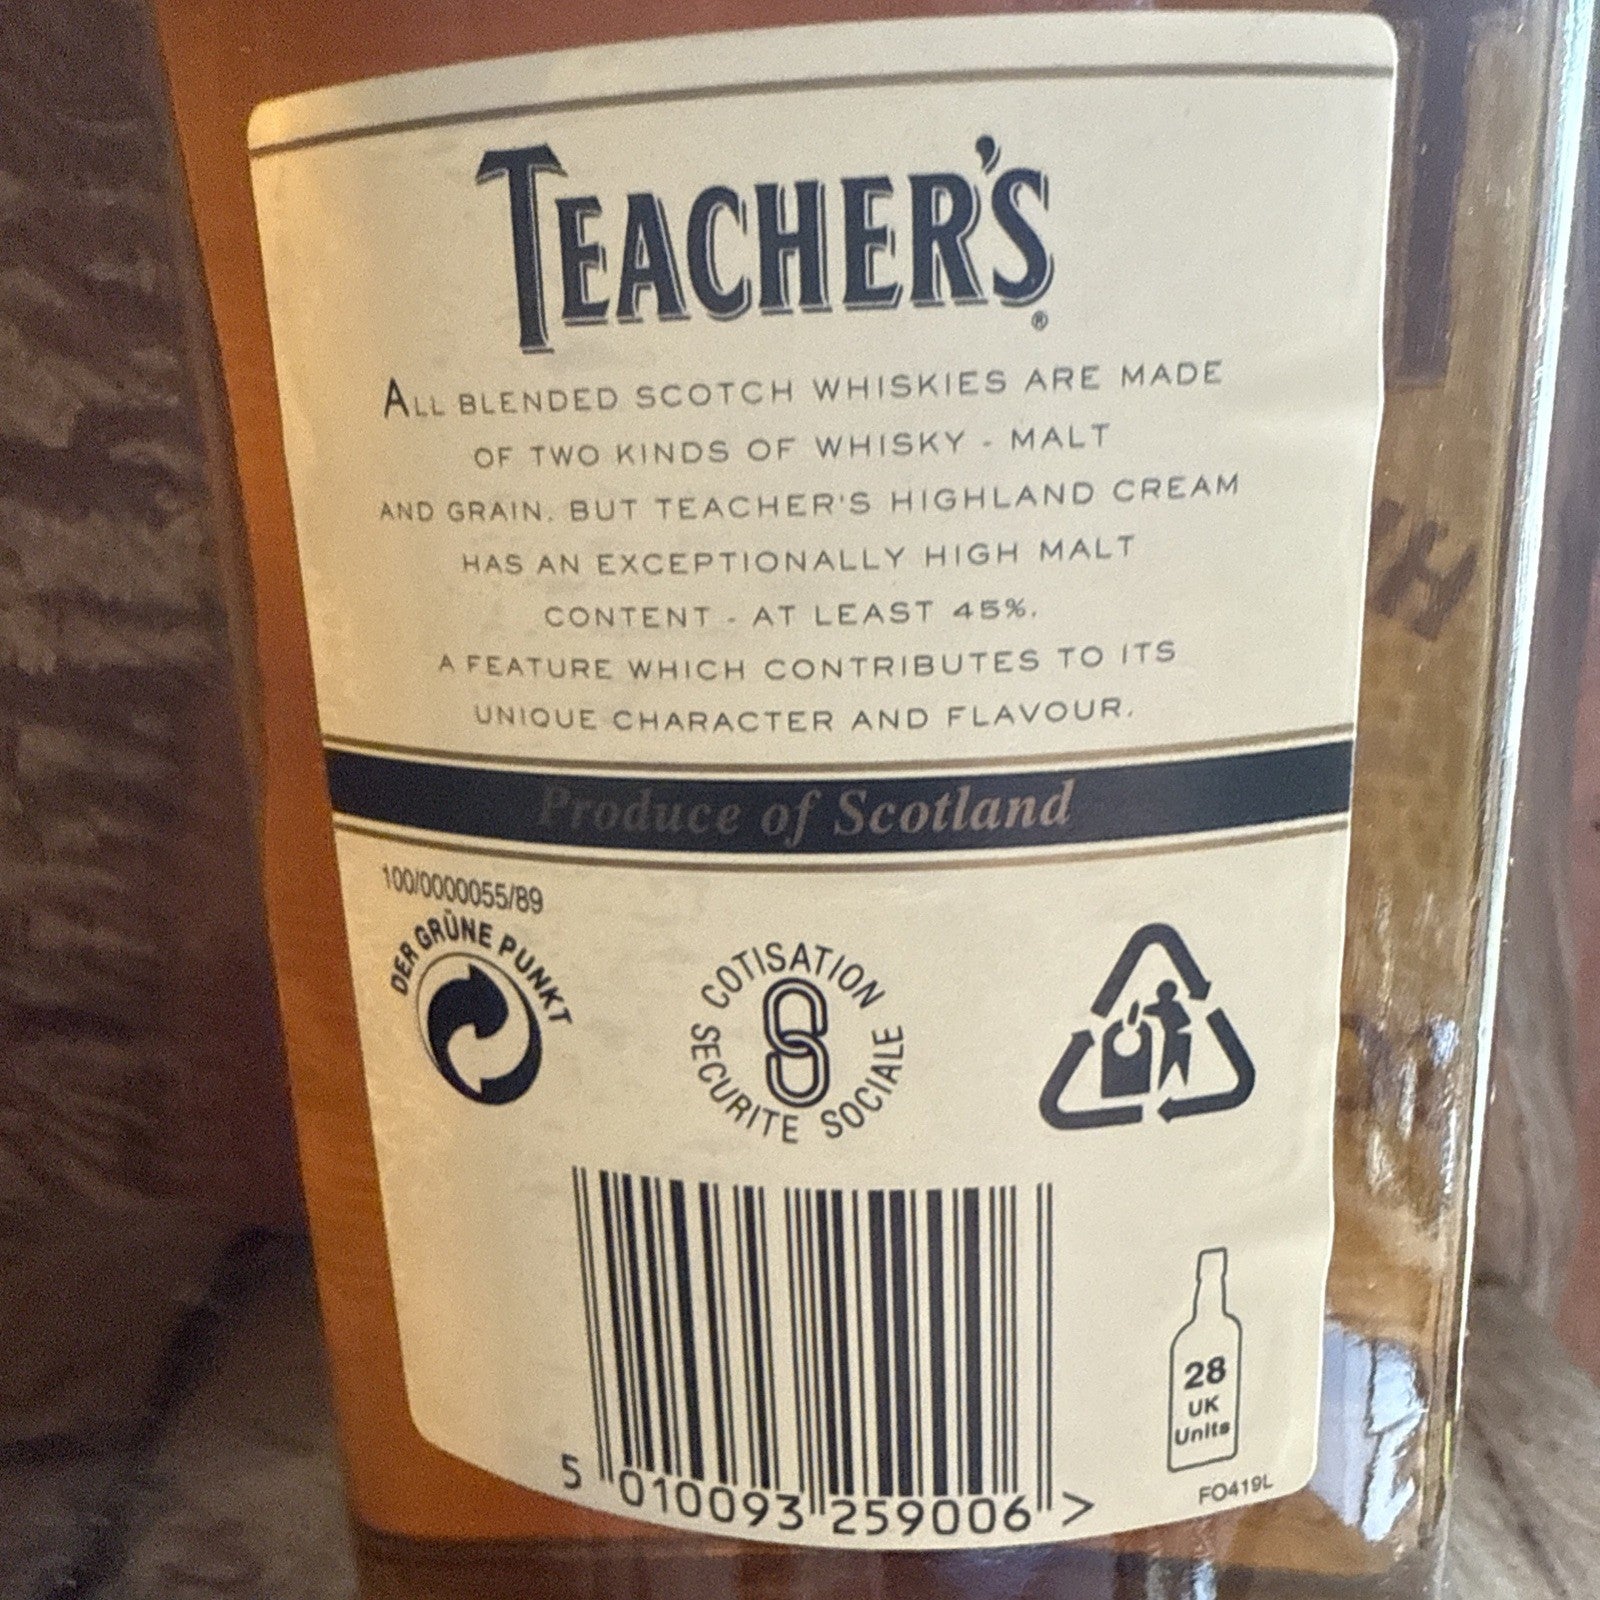 TEACHER'S®
ALL BLENDED SCOTCH WHISKIES ARE MADE
OF TWO KINDS OF WHISKY - MALT
AND GRAIN. BUT TEACHER'S HIGHLAND CREAM
HAS AN EXCEPTIONALLY HIGH MALT
CONTENT - AT LEAST 45%.
A FEATURE WHICH CONTRIBUTES TO ITS
UNIQUE CHARACTER AND FLAVOUR.
Produce of Scotland
100/0000055/89
DER GRÜNE PUNKT
COTISATION
SECURITE SOCIALE
28
UK
Units
5 010093 259006 >
FO419L